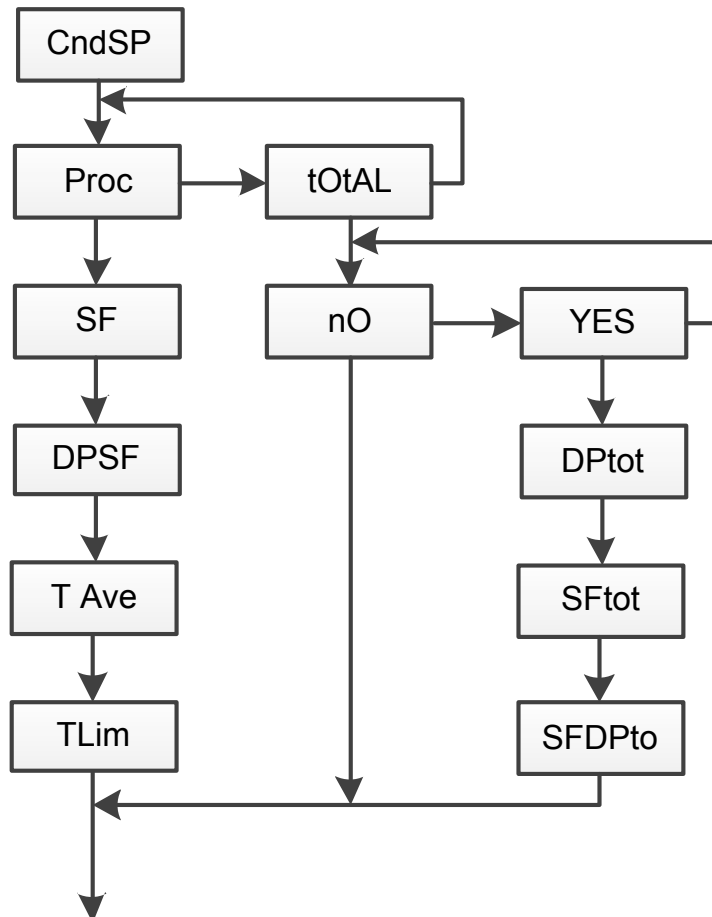 CndSP
Proc
tOtAL
SF
nO
YES
DPSF
DPtot
T Ave
SFtot
TLim
SFDPto